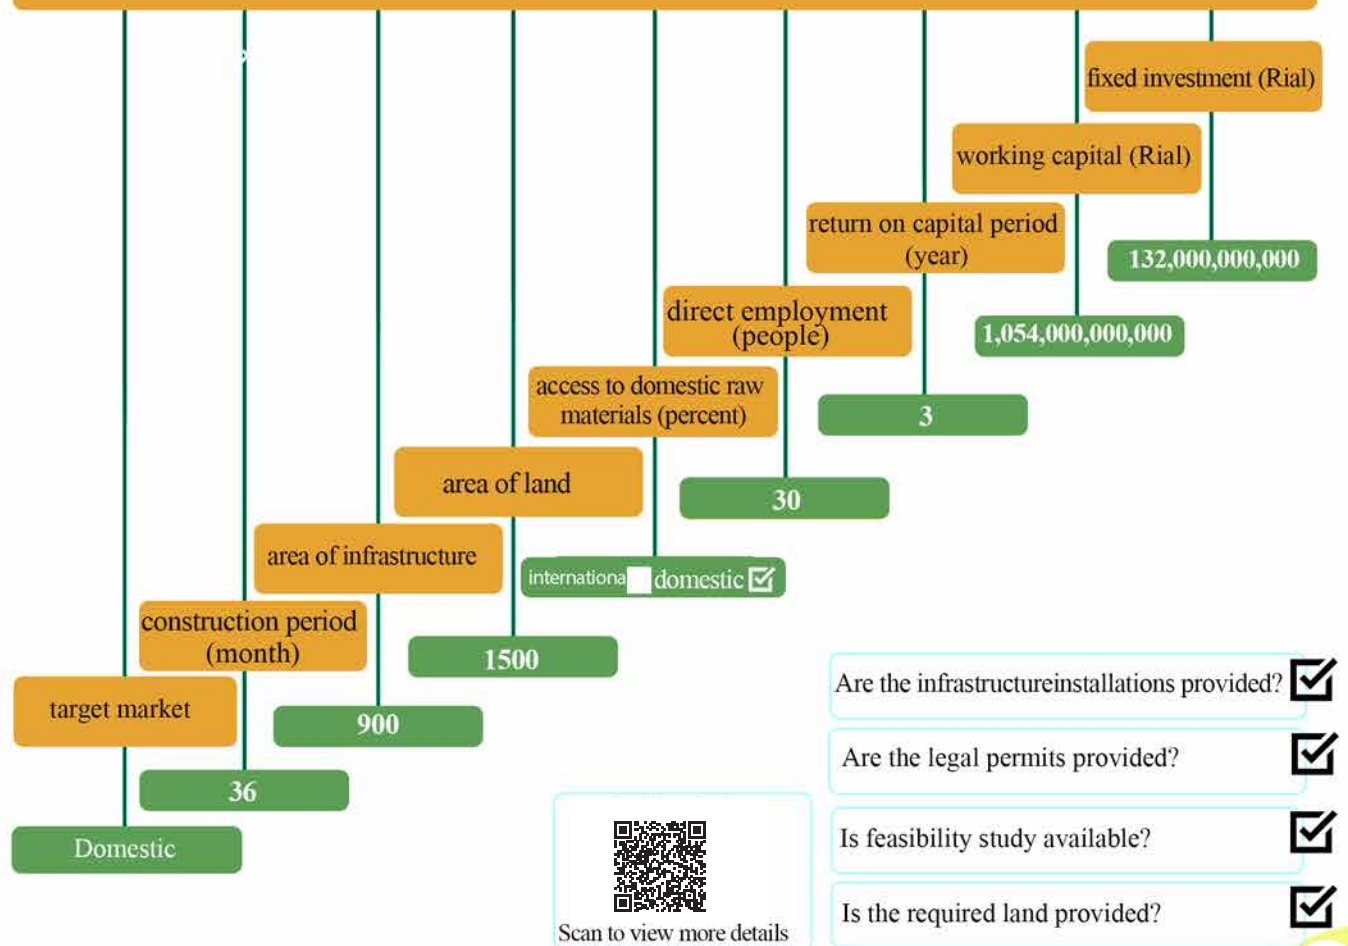 fixed investment (Rial)
132,000,000,000
working capital (Rial)
1,054,000,000,000
return on capital period
(year)
3
direct employment
(people)
30
access to domestic raw
materials (percent)
internationa domestic
area of land
1500
area of infrastructure
900
construction period
(month)
36
target market
Domestic
Are the infrastructureinstallations provided?
Are the legal permits provided?
Is feasibility study available?
Is the required land provided?
Scan to view more details